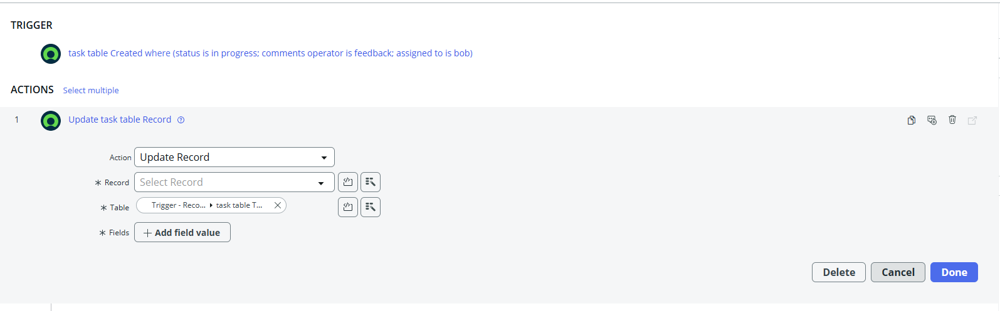 TRIGGER
task table Created where (status is in progress; comments operator is feedback; assigned to is bob)
ACTIONS Select multiple
1 Update task table Record
Action Update Record
* Record Select Record
* Table Trigger - Reco... task table T...
* Fields + Add field value
Delete Cancel Done